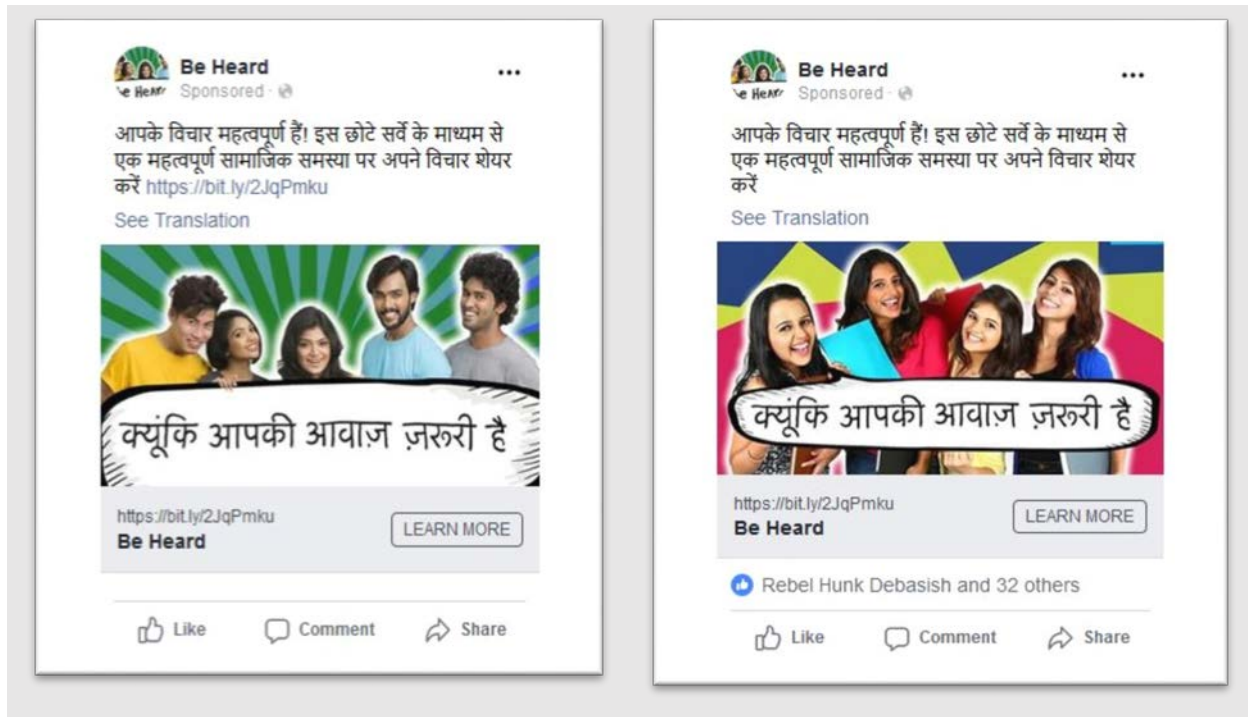 Be Heard
Sponsored
आपके विचार महत्वपूर्ण हैं! इस छोटे सर्वे के माध्यम से
एक महत्वपूर्ण सामाजिक समस्या पर अपने विचार शेयर
करें https://bit.ly/2JqPmku
See Translation
क्यूंकि आपकी आवाज़ ज़रूरी है
https://bit.ly/2JqPmku
Be Heard
LEARN MORE
Like Comment Share
Be Heard
Sponsored
आपके विचार महत्वपूर्ण हैं! इस छोटे सर्वे के माध्यम से
एक महत्वपूर्ण सामाजिक समस्या पर अपने विचार शेयर
करें
See Translation
क्यूंकि आपकी आवाज़ ज़रूरी है
https://bit.ly/2JqPmku
Be Heard
LEARN MORE
Rebel Hunk Debasish and 32 others
Like Comment Share